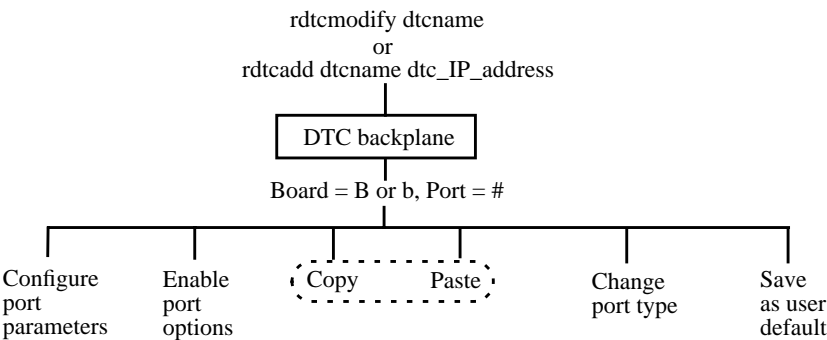 rdtcmodify dtcname
or
rdtcadd dtcname dtc_IP_address
DTC backplane
Board = B or b, Port = #
Configure
port
parameters
Enable
port
options
Copy
Paste
Change
port type
Save
as user
default